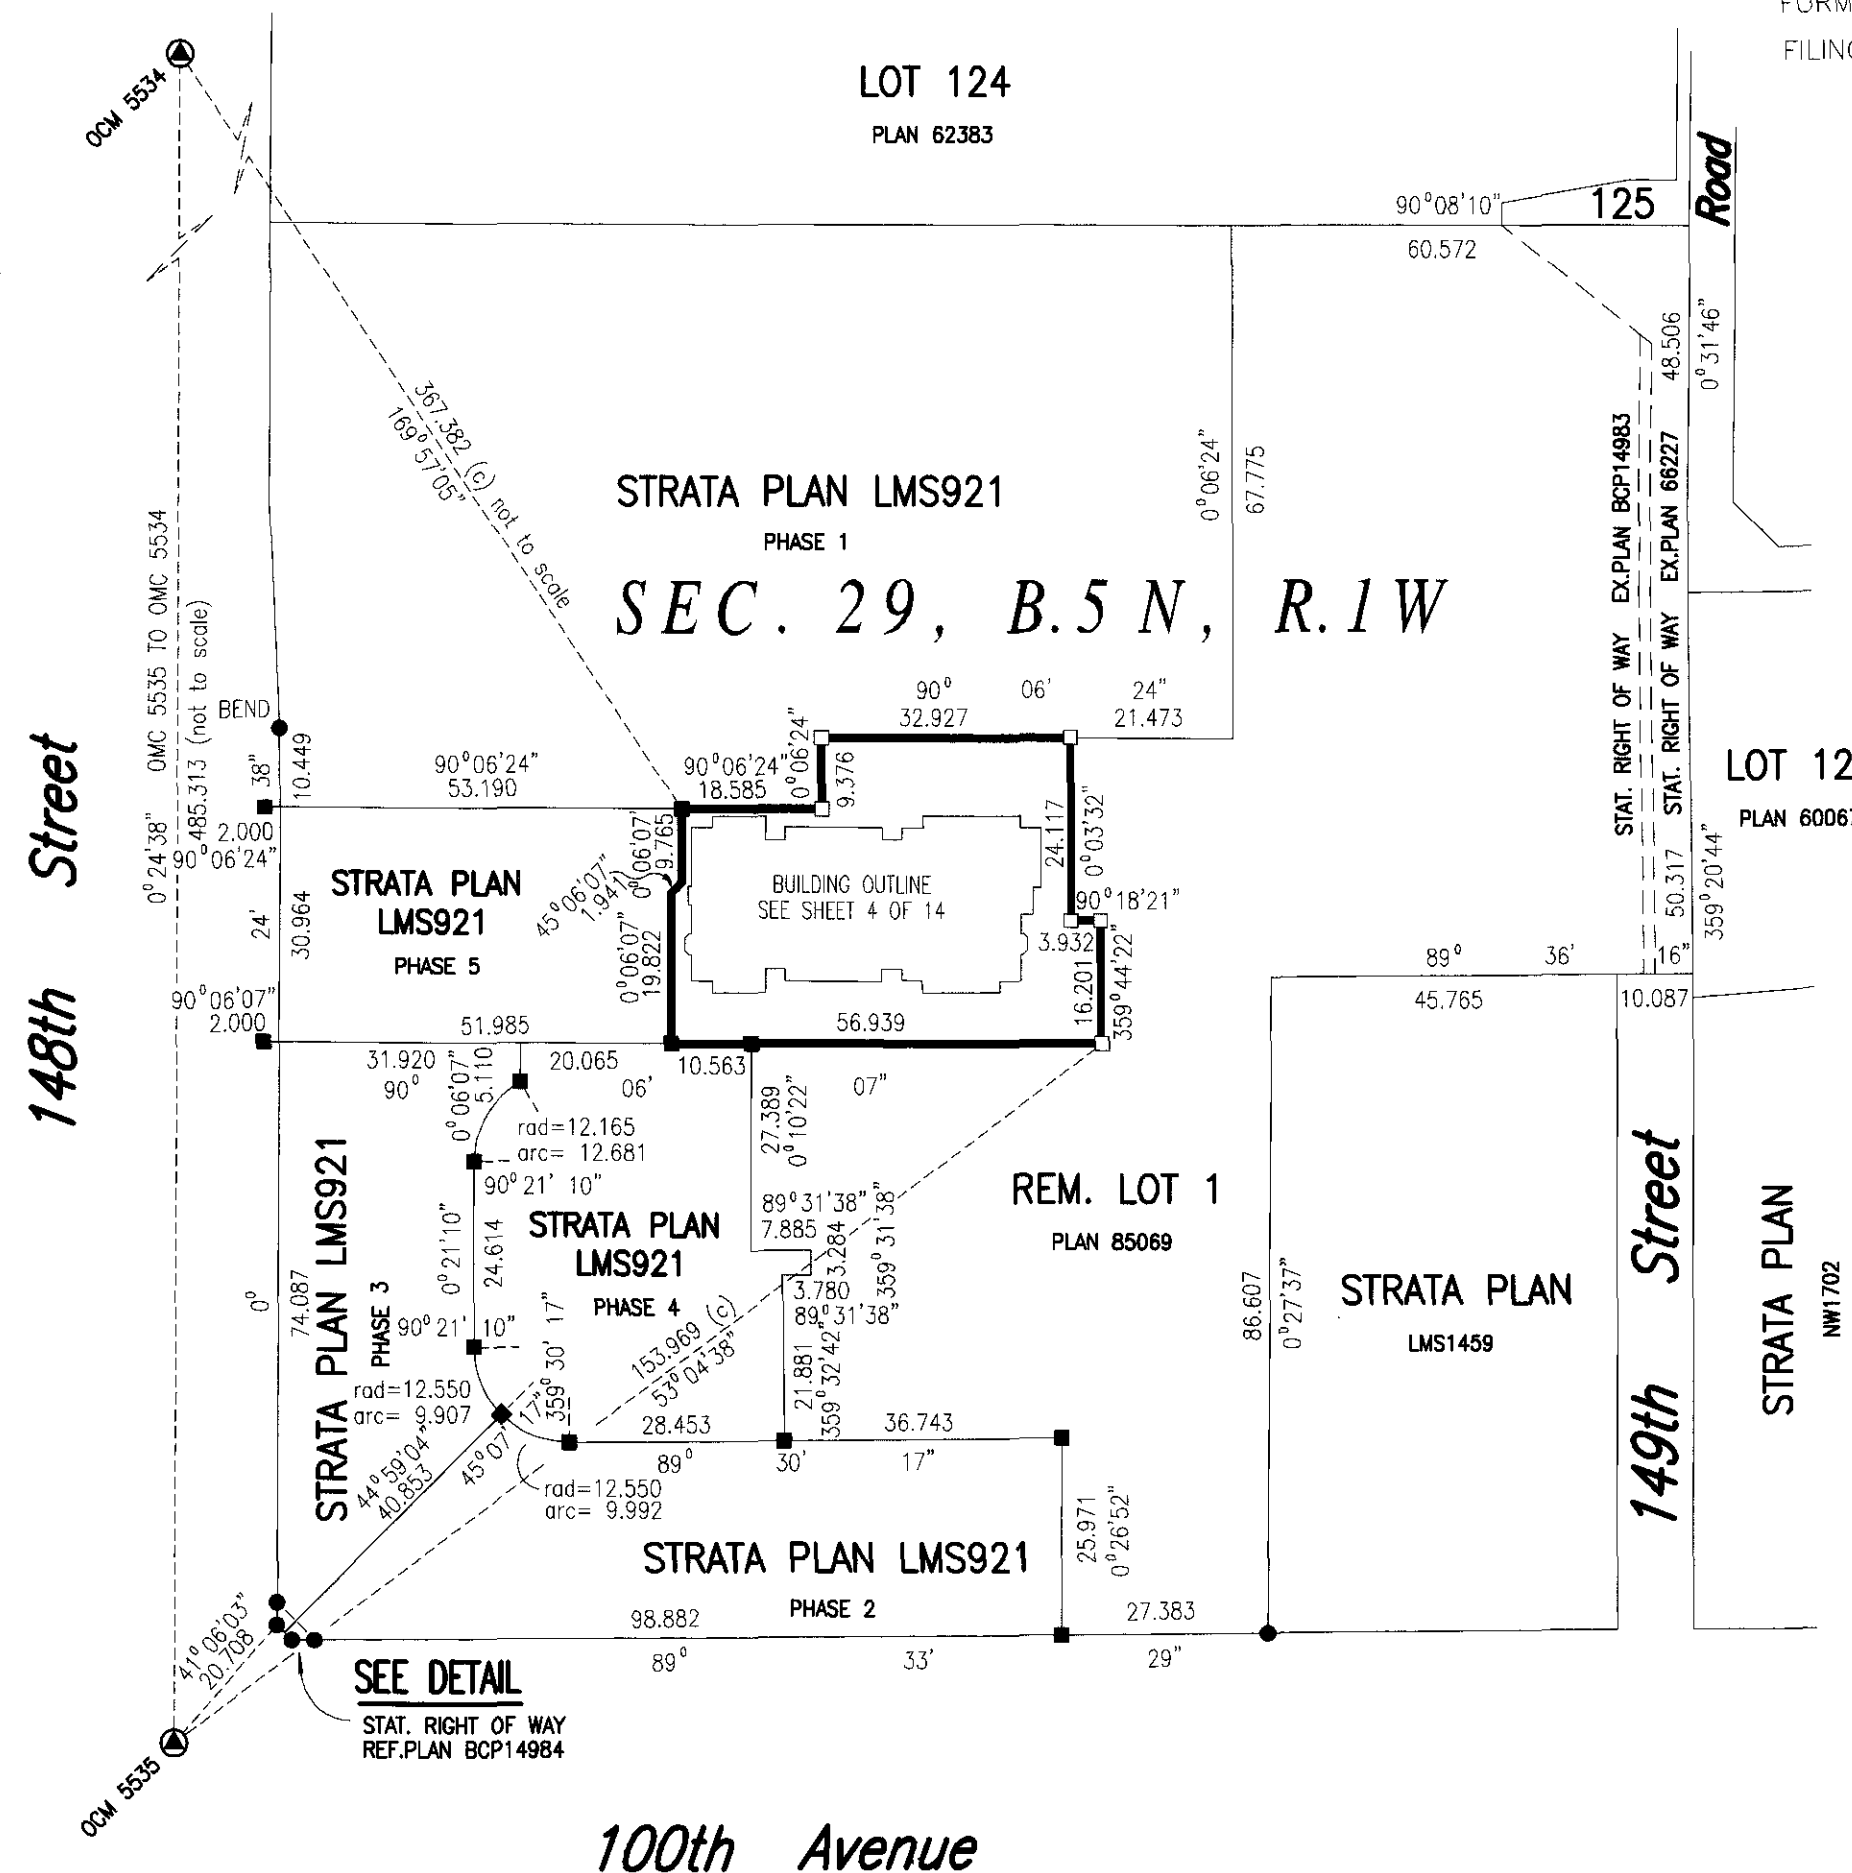 FORM
FILING
OCM 5534
LOT 124
PLAN 62383
90°08'10"
125
60.572
Road
48.506
0°31'46"
367.382 (c) not to scale
169°57'05"
STRATA PLAN LMS921
PHASE 1
0°06'24"
67.775
STAT. RIGHT OF WAY EX.PLAN BCP14983
STAT. RIGHT OF WAY EX.PLAN 66227
SEC. 29, B.5 N, R.1W
0°24'38" OMC 5535 TO OMC 5534
485.313 (not to scale)
BEND
38"
10.449
90° 06' 24"
32.927
21.473
148th Street
90°06'24"
53.190
90°06'24"
18.585
0°06'24"
9.376
2.000
90°06'24"
0°06'07"
9.765
45°06'07"
1.941
24.117
0°03'32"
LOT 12
PLAN 60067
STRATA PLAN
LMS921
PHASE 5
24'
30.964
BUILDING OUTLINE
SEE SHEET 4 OF 14
90°18'21"
3.932
50.317
359°20'44"
0°06'07"
19.822
16.201
359°44'22"
89° 36' 16"
45.765
10.087
90°06'07"
2.000
51.985
56.939
31.920
20.065
10.563
90° 06' 07"
0°06'07"
5.110
27.389
0°10'22"
rad=12.165
arc= 12.681
90°21' 10"
0°21'10"
24.614
STRATA PLAN
LMS921
PHASE 4
89°31'38"
7.885
3.284
359°31'38"
3.780
89°31'38"
REM. LOT 1
PLAN 85069
STRATA PLAN LMS921
PHASE 3
0°
74.087
90°21' 10"
153.969 (c)
53°04'38"
21.881
359°32'42"
86.607
0°27'37"
STRATA PLAN
LMS1459
149th Street
STRATA PLAN
NW1702
rad=12.550
arc= 9.907
359°30' 17"
45°07' 17"
44°59'04"
40.853
28.453
36.743
89° 30' 17"
rad=12.550
arc= 9.992
25.971
0°26'52"
STRATA PLAN LMS921
PHASE 2
98.882
27.383
89° 33' 29"
41°06'03"
20.708
SEE DETAIL
STAT. RIGHT OF WAY
REF.PLAN BCP14984
OCM 5535
100th Avenue